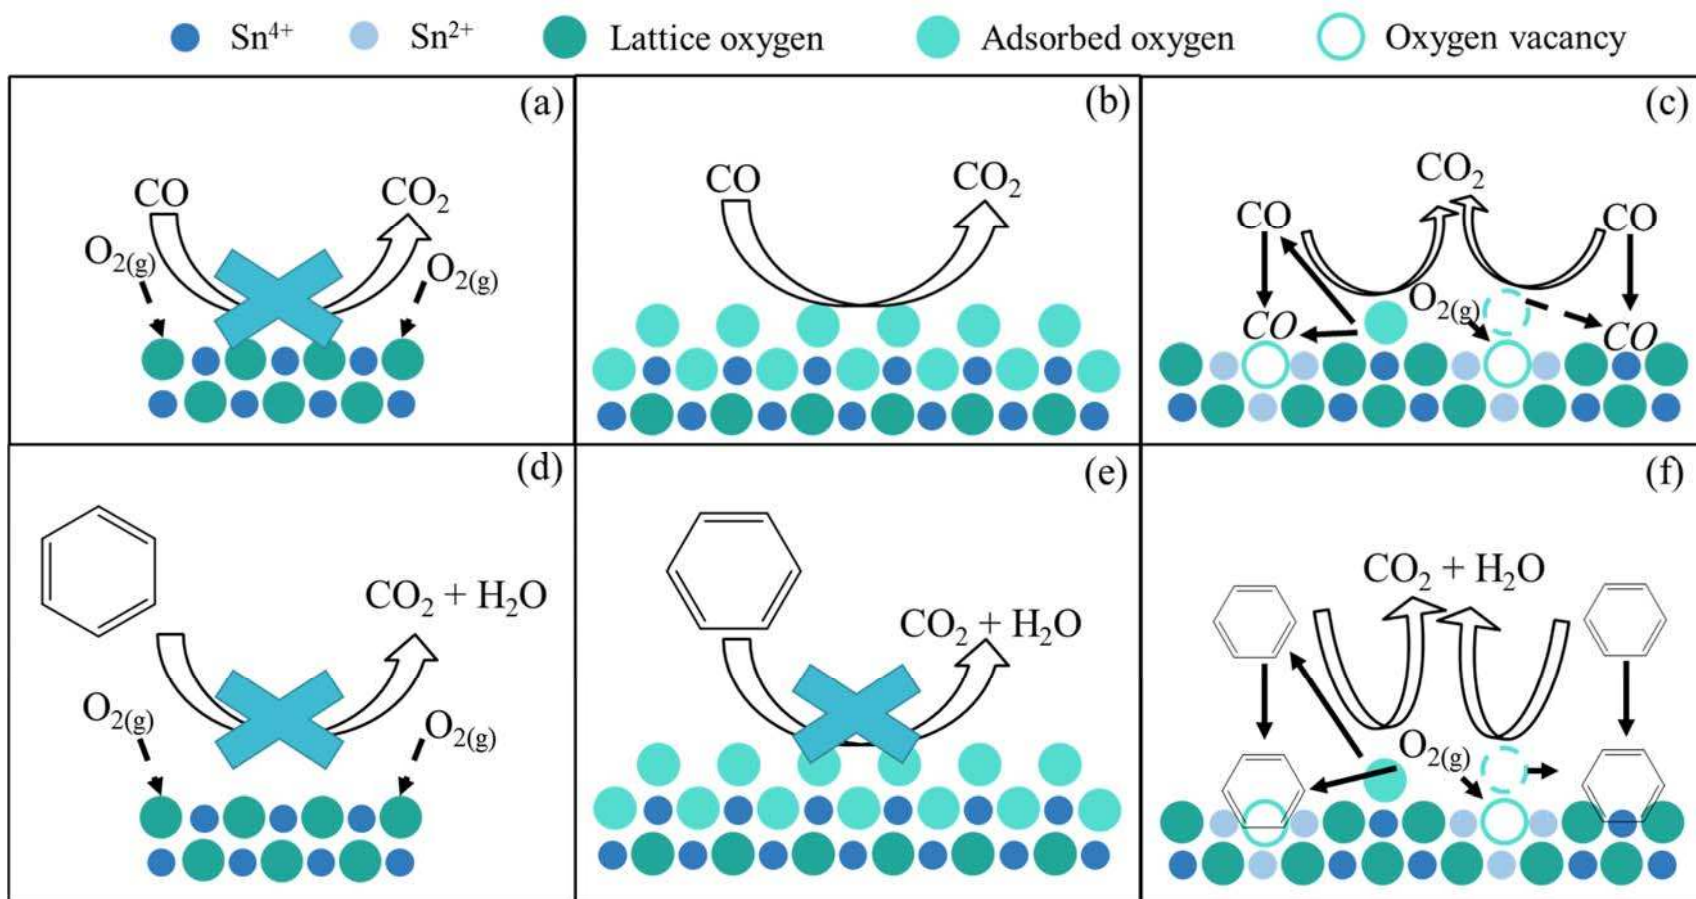 Sn⁴⁺ Sn²⁺ Lattice oxygen Adsorbed oxygen Oxygen vacancy
(a)
CO CO₂
O₂(g) O₂(g)
(b)
CO CO₂
(c)
CO₂
CO CO
O₂(g)
CO CO
(d)
CO₂ + H₂O
O₂(g) O₂(g)
(e)
CO₂ + H₂O
(f)
CO₂ + H₂O
O₂(g)